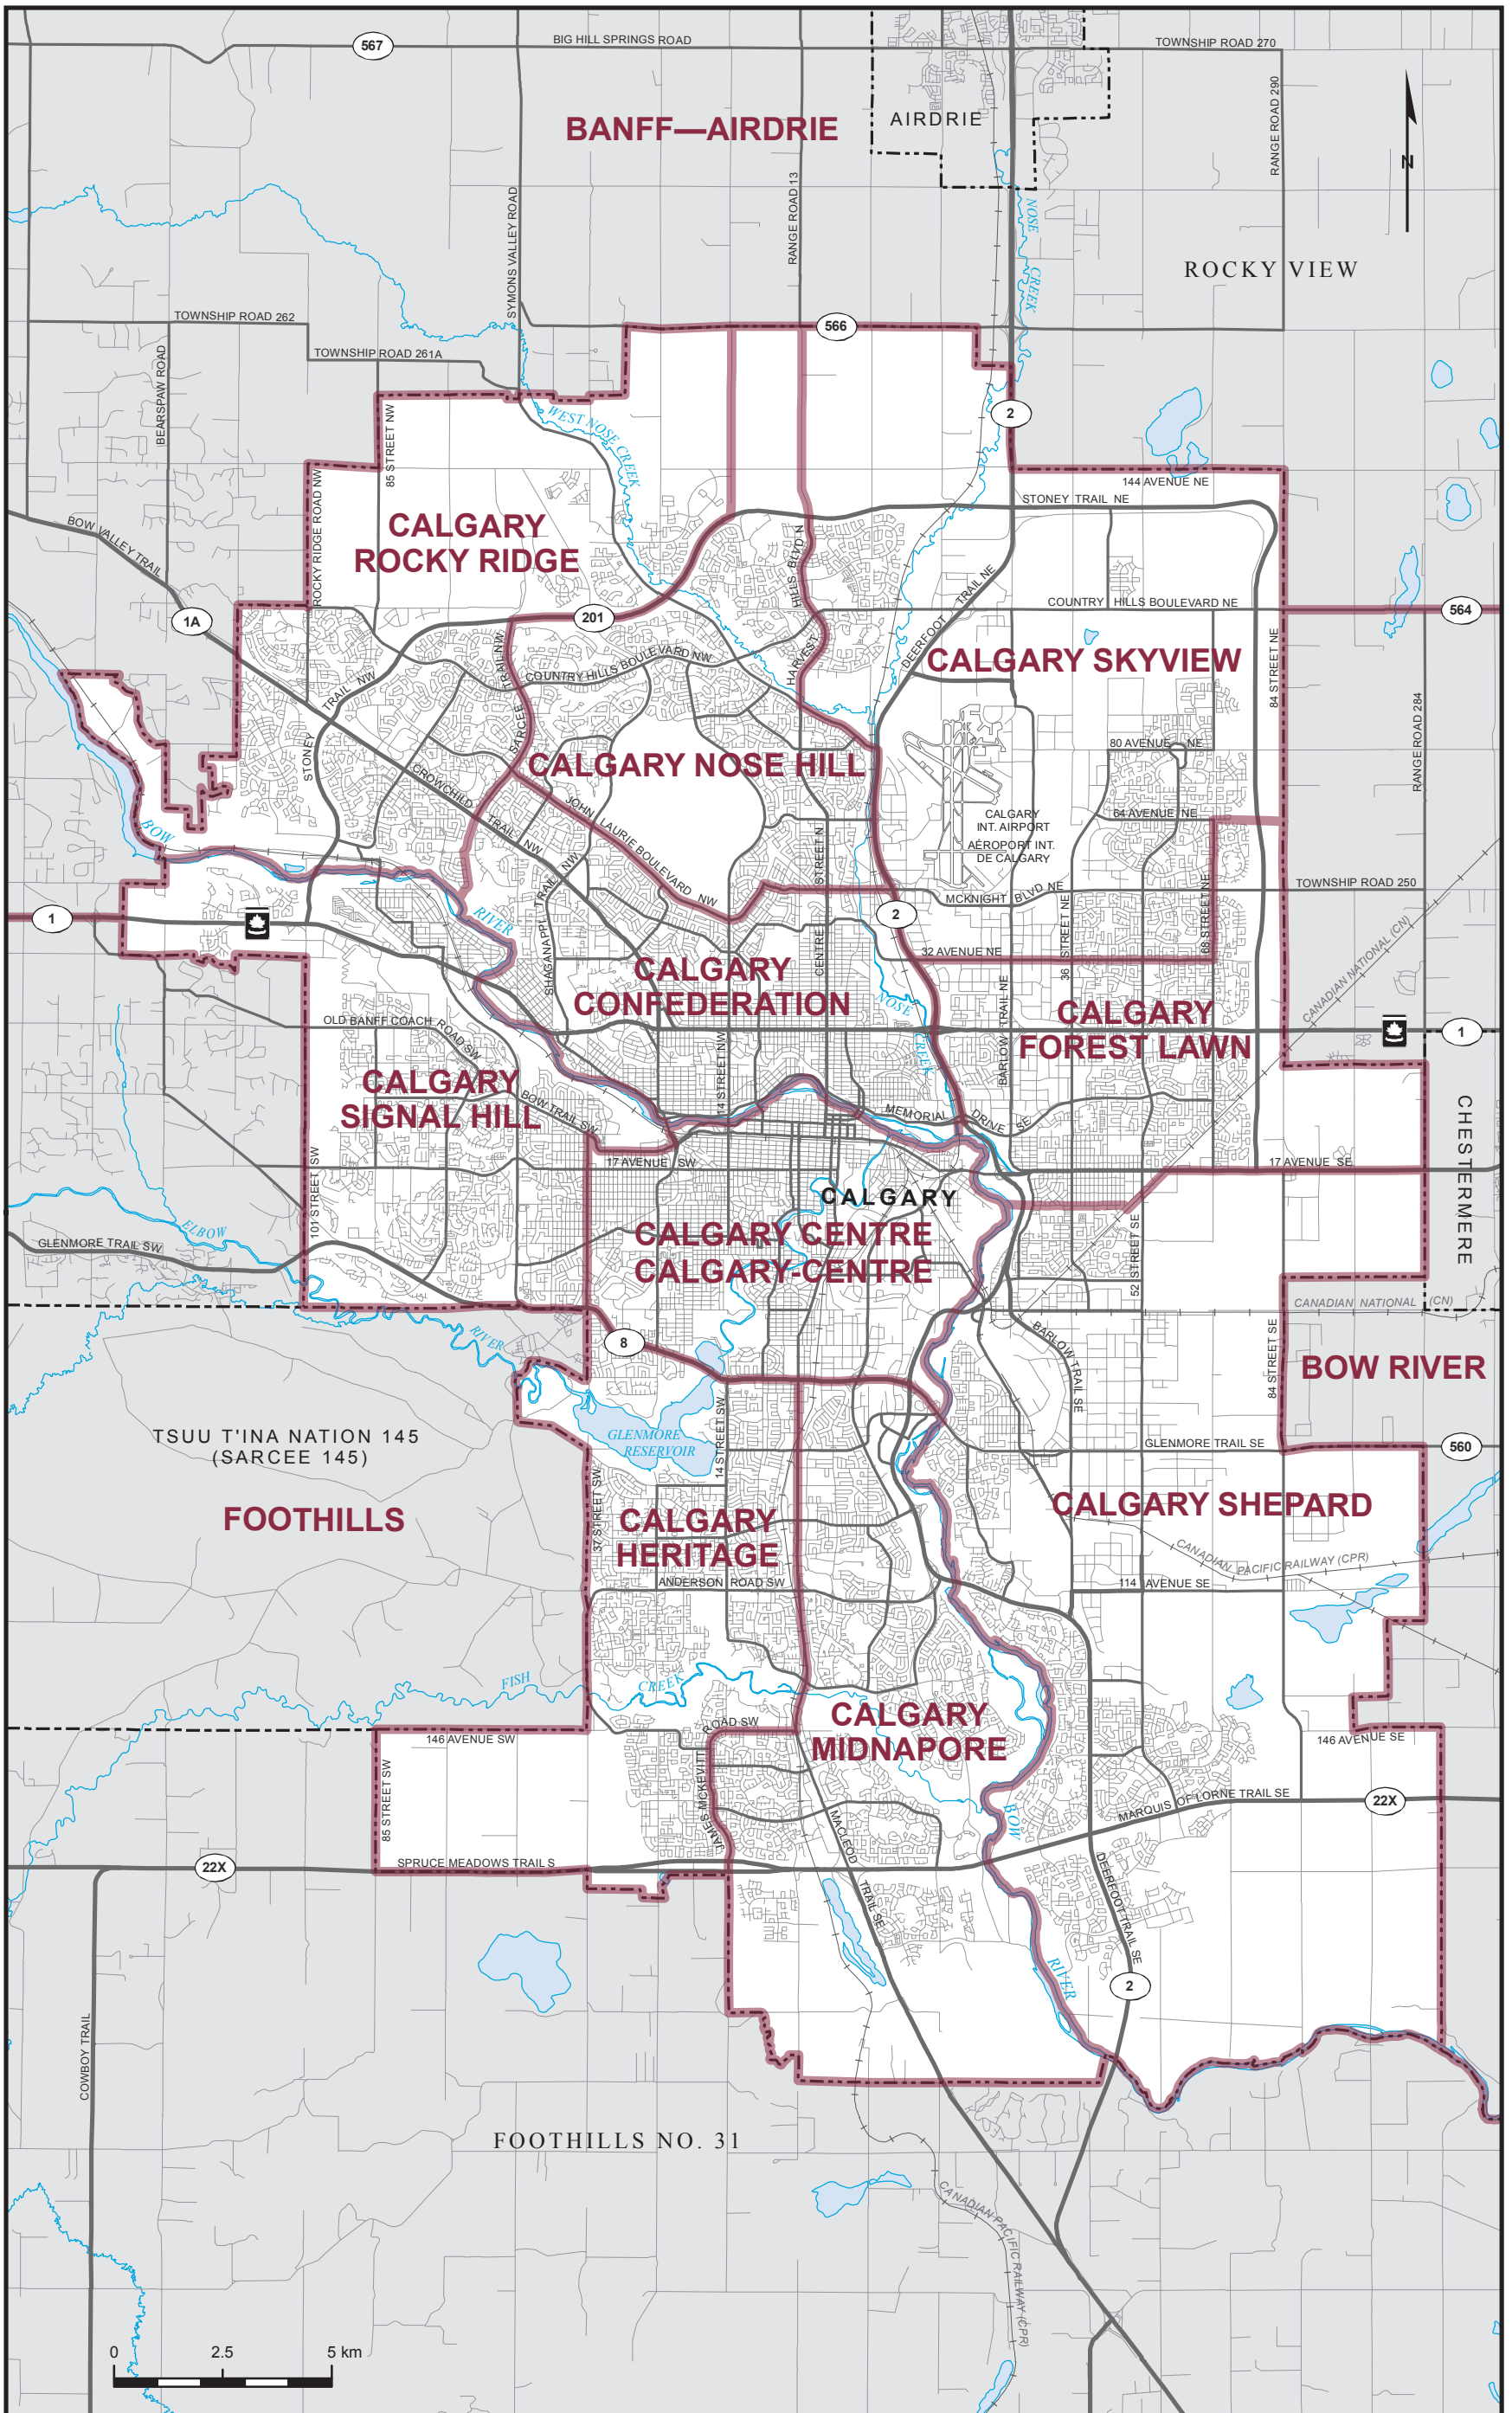 567
BIG HILL SPRINGS ROAD
TOWNSHIP ROAD 270
BANFF—AIRDRIE
AIRDRIE
RANGE ROAD 290
N
RANGE ROAD 13
SYMONS VALLEY ROAD
NOSE
CREEK
ROCKY VIEW
TOWNSHIP ROAD 262
566
TOWNSHIP ROAD 261A
BEARSPAW ROAD
85 STREET NW
WEST NOSE CREEK
2
144 AVENUE NE
STONEY TRAIL NE
ROCKY RIDGE ROAD NW
CALGARY
ROCKY RIDGE
BOW VALLEY TRAIL
HARVEST
HILLS BLVD N
DEERFOOT TRAIL NE
COUNTRY HILLS BOULEVARD NE
564
1A
201
SARCEE TRAIL NW
COUNTRY HILLS BOULEVARD NW
CALGARY SKYVIEW
84 STREET NE
STONEY TRAIL NW
RANGE ROAD 284
80 AVENUE NE
CALGARY NOSE HILL
CROWCHILD TRAIL NW
JOHN LAURIE BOULEVARD NW
64 AVENUE NE
CALGARY
INT. AIRPORT
AÉROPORT INT.
DE CALGARY
BOW
RIVER
CENTRE STREET N
SHAGANAPPI TRAIL NW
MCKNIGHT BLVD NE
TOWNSHIP ROAD 250
1
2
36 STREET NE
68 STREET NE
32 AVENUE NE
CANADIAN NATIONAL (CN)
CALGARY
CONFEDERATION
NOSE
CREEK
BARLOW TRAIL NE
CALGARY
FOREST LAWN
1
OLD BANFF COACH ROAD SW
CALGARY
SIGNAL HILL
BOW TRAIL SW
14 STREET NW
MEMORIAL DRIVE SE
CHESTERMERE
17 AVENUE SW
17 AVENUE SE
101 STREET SW
CALGARY
CALGARY CENTRE
CALGARY-CENTRE
52 STREET SE
ELBOW
GLENMORE TRAIL SW
RIVER
CANADIAN NATIONAL (CN)
8
BARLOW TRAIL SE
84 STREET SE
BOW RIVER
TSUU T'INA NATION 145
(SARCEE 145)
GLENMORE
RESERVOIR
14 STREET SW
GLENMORE TRAIL SE
560
FOOTHILLS
37 STREET SW
CALGARY
HERITAGE
CALGARY SHEPARD
CANADIAN PACIFIC RAILWAY (CPR)
ANDERSON ROAD SW
114 AVENUE SE
FISH
CREEK
CALGARY
MIDNAPORE
146 AVENUE SW
JAMES MCKEVITT ROAD SW
146 AVENUE SE
85 STREET SW
BOW
MARQUIS OF LORNE TRAIL SE
22X
SPRUCE MEADOWS TRAIL S
22X
MACLEOD TRAIL SE
DEERFOOT TRAIL SE
RIVER
2
COWBOY TRAIL
FOOTHILLS NO. 31
CANADIAN PACIFIC RAILWAY (CPR)
0 2.5 5 km